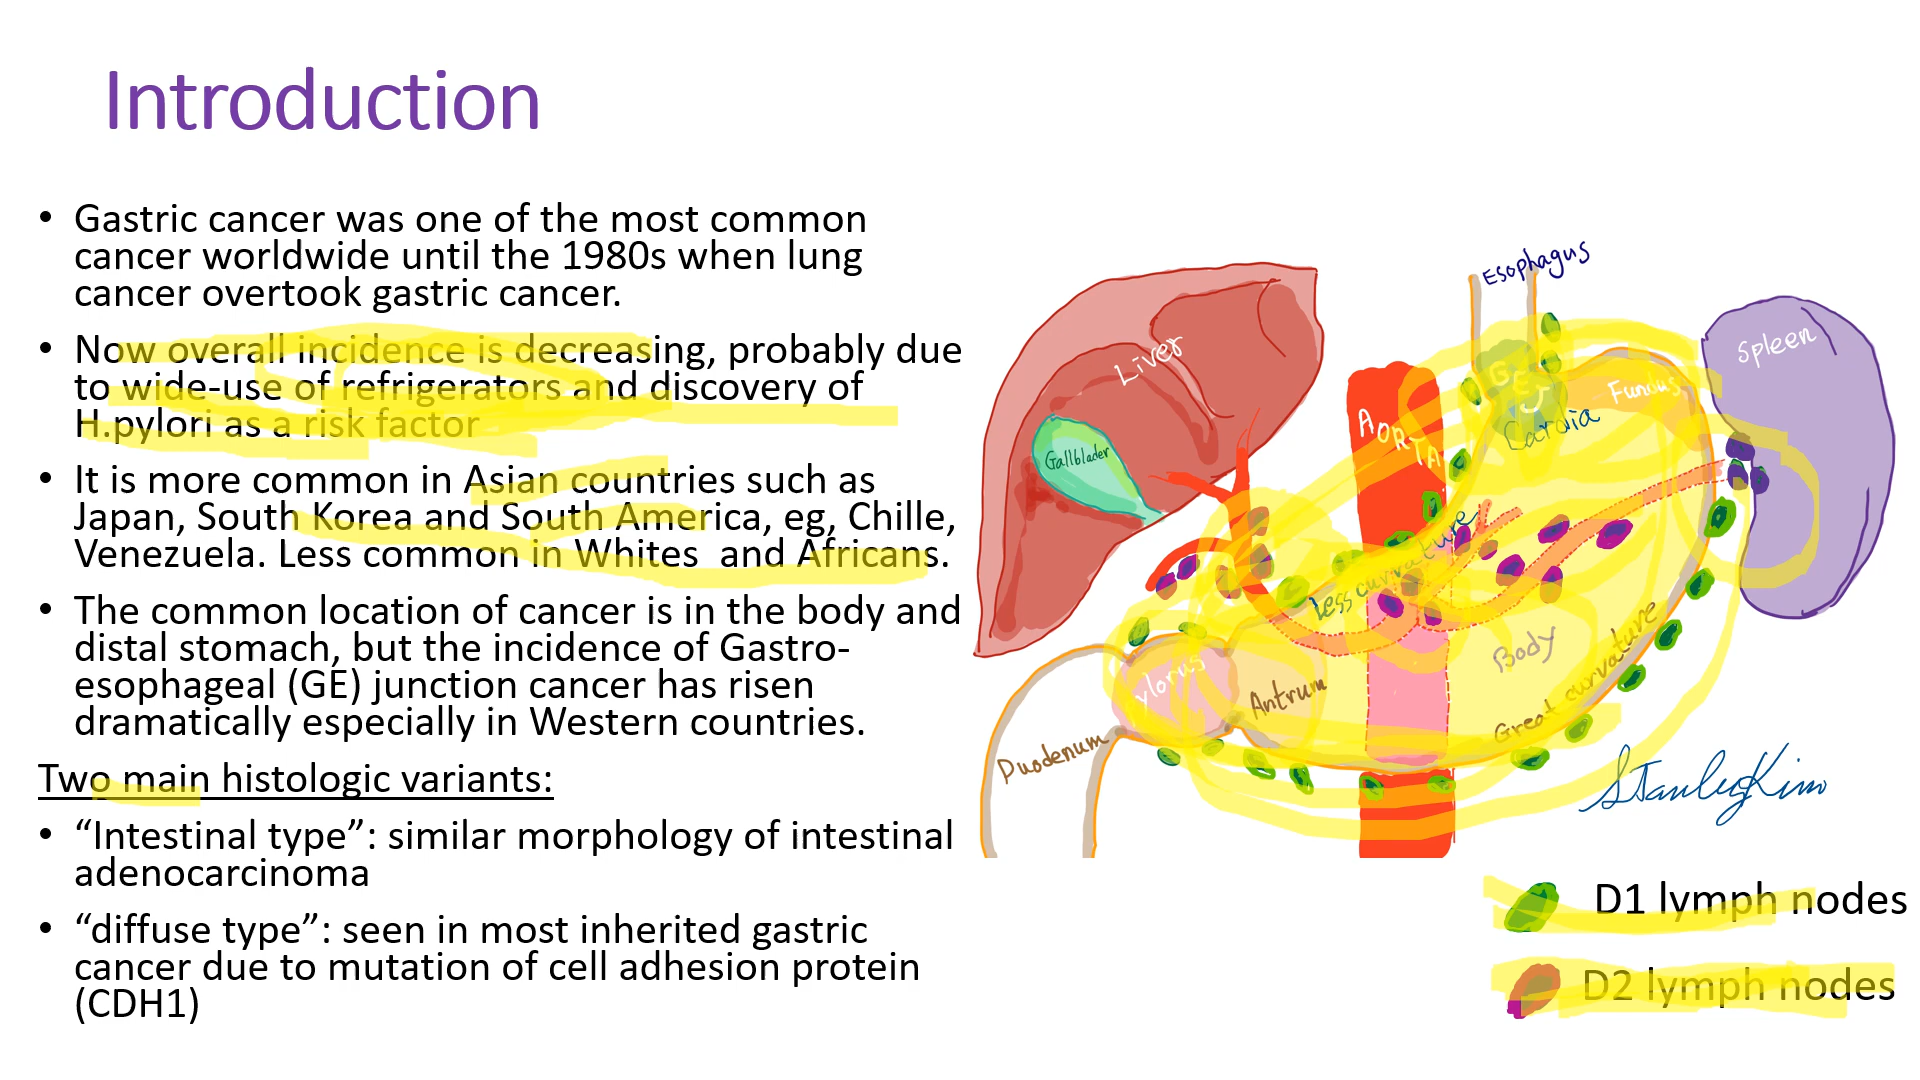 Introduction
• Gastric cancer was one of the most common
cancer worldwide until the 1980s when lung
cancer overtook gastric cancer.
• Now overall incidence is decreasing, probably due
to wide-use of refrigerators and discovery of
H.pylori as a risk factor
• It is more common in Asian countries such as
Japan, South Korea and South America, eg, Chille,
Venezuela. Less common in Whites and Africans.
• The common location of cancer is in the body and
distal stomach, but the incidence of Gastro-
esophageal (GE) junction cancer has risen
dramatically especially in Western countries.
Two main histologic variants:
• “Intestinal type”: similar morphology of intestinal
adenocarcinoma
• “diffuse type”: seen in most inherited gastric
cancer due to mutation of cell adhesion protein
(CDH1)
Esophagus
Liver
Spleen
GEJ
Fundus
Cardia
AORTA
Gallblader
Less curvature
Body
Pylorus
Antrum
Great curvature
Duodenum
Stanley Kim
D1 lymph nodes
D2 lymph nodes